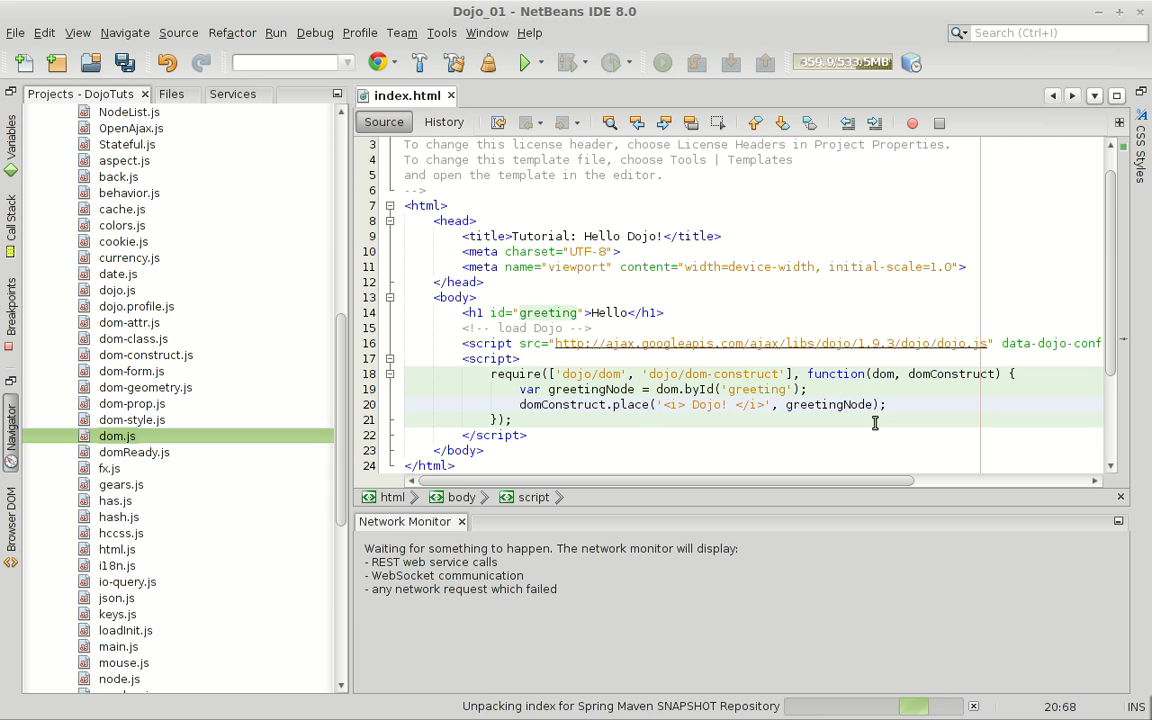 Dojo_01 - NetBeans IDE 8.0
File Edit View Navigate Source Refactor Run Debug Profile Team Tools Window Help
Search (Ctrl+I)
359.9/533.5MB
Projects - DojoTuts
Files
Services
Variables
Call Stack
Breakpoints
Navigator
Browser DOM
NodeList.js
OpenAjax.js
Stateful.js
aspect.js
back.js
behavior.js
cache.js
colors.js
cookie.js
currency.js
date.js
dojo.js
dojo.profile.js
dom-attr.js
dom-class.js
dom-construct.js
dom-form.js
dom-geometry.js
dom-prop.js
dom-style.js
dom.js
domReady.js
fx.js
gears.js
has.js
hash.js
hccss.js
html.js
i18n.js
io-query.js
json.js
keys.js
loadInit.js
main.js
mouse.js
node.js
index.html
Source
History
3 To change this license header, choose License Headers in Project Properties.
4 To change this template file, choose Tools | Templates
5 and open the template in the editor.
6 -->
7 <html>
8 <head>
9 <title>Tutorial: Hello Dojo!</title>
10 <meta charset="UTF-8">
11 <meta name="viewport" content="width=device-width, initial-scale=1.0">
12 </head>
13 <body>
14 <h1 id="greeting">Hello</h1>
15 <!-- load Dojo -->
16 <script src="http://ajax.googleapis.com/ajax/libs/dojo/1.9.3/dojo/dojo.js" data-dojo-conf
17 <script>
18 require(['dojo/dom', 'dojo/dom-construct'], function(dom, domConstruct) {
19 var greetingNode = dom.byId('greeting');
20 domConstruct.place('<i> Dojo! </i>', greetingNode);
21 });
22 </script>
23 </body>
24 </html>
CSS Styles
html body script
Network Monitor
Waiting for something to happen. The network monitor will display:
- REST web service calls
- WebSocket communication
- any network request which failed
Unpacking index for Spring Maven SNAPSHOT Repository
20:68
INS